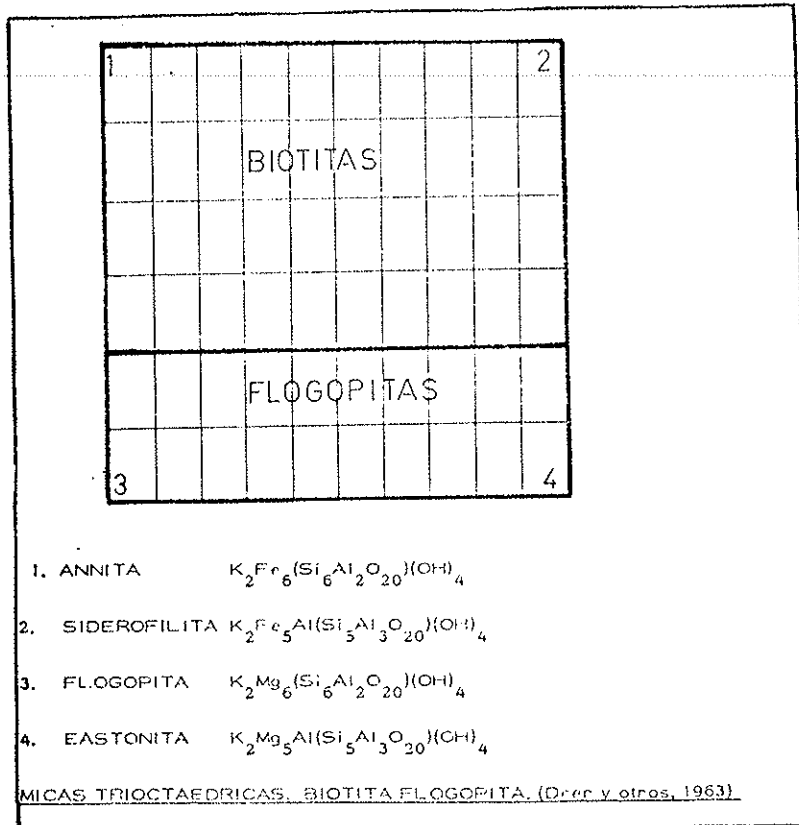 1 2
BIOTITAS
FLOGOPITAS
3 4
1. ANNITA K₂Fe₆(Si₆Al₂O₂₀)(OH)₄
2. SIDEROFILITA K₂Fe₅Al(Si₅Al₃O₂₀)(OH)₄
3. FLOGOPITA K₂Mg₆(Si₆Al₂O₂₀)(OH)₄
4. EASTONITA K₂Mg₅Al(Si₅Al₃O₂₀)(OH)₄
MICAS TRIOCTAEDRICAS. BIOTITA FLOGOPITA. (Deer y otros, 1963)